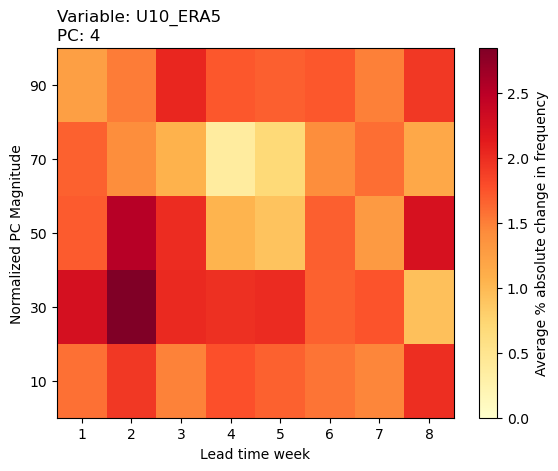 Variable: U10_ERA5
PC: 4
90
70
50
30
10
Normalized PC Magnitude
1 2 3 4 5 6 7 8
Lead time week
2.5
2.0
1.5
1.0
0.5
0.0
Average % absolute change in frequency